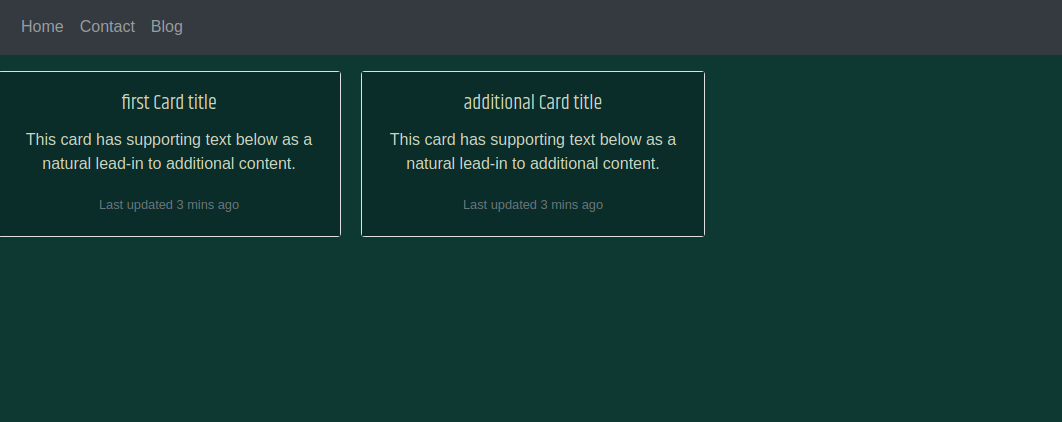 Home Contact Blog
first Card title
This card has supporting text below as a
natural lead-in to additional content.
Last updated 3 mins ago
additional Card title
This card has supporting text below as a
natural lead-in to additional content.
Last updated 3 mins ago